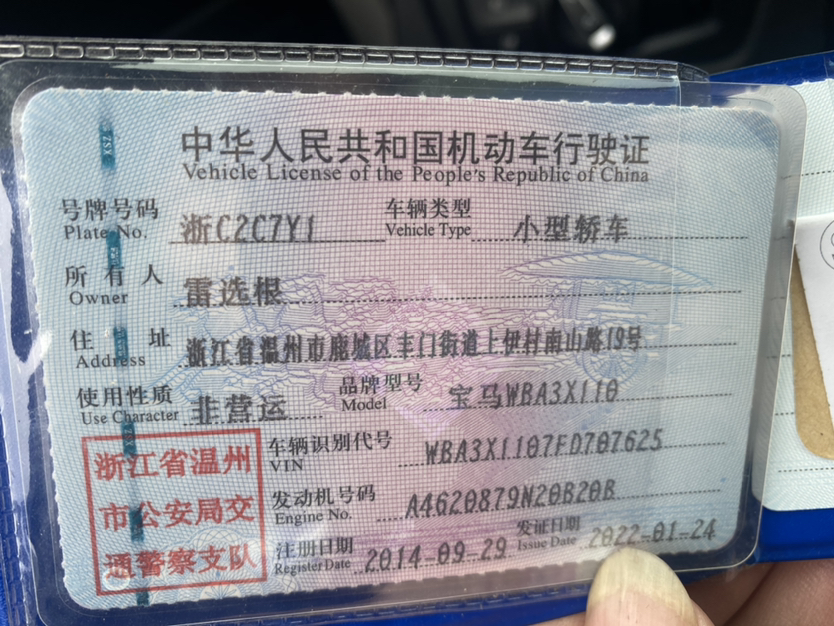 中华人民共和国机动车行驶证
Vehicle License of the People's Republic of China
号牌号码 浙C2C7Y1 车辆类型 小型轿车
Plate No. Vehicle Type
所有人 雷选根
Owner
住址 浙江省温州市鹿城区丰门街道上伊村南山路19号
Address
使用性质 非营运 品牌型号 宝马WBA3X110
Use Character Model
浙江省温州
市公安局交
通警察支队
车辆识别代号 WBA3X1107FD707625
VIN
发动机号码 A4620879N20B20B
Engine No.
注册日期 2014-09-29 发证日期 2022-01-24
Register Date Issue Date